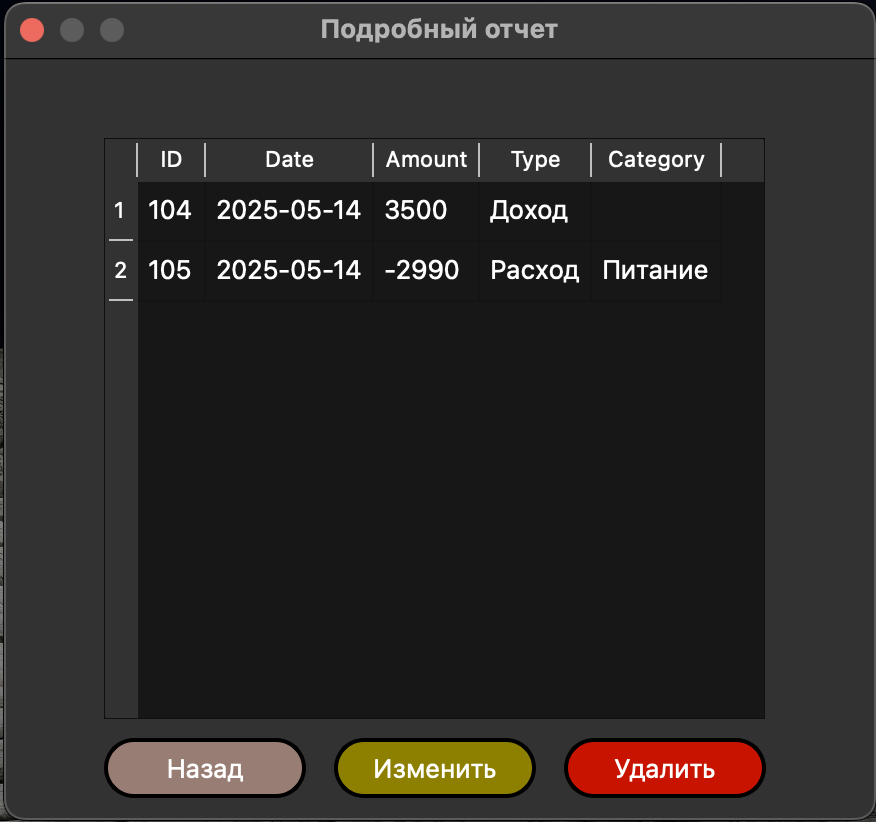 Подробный отчет
ID Date Amount Type Category
1 104 2025-05-14 3500 Доход
2 105 2025-05-14 -2990 Расход Питание
Назад Изменить Удалить